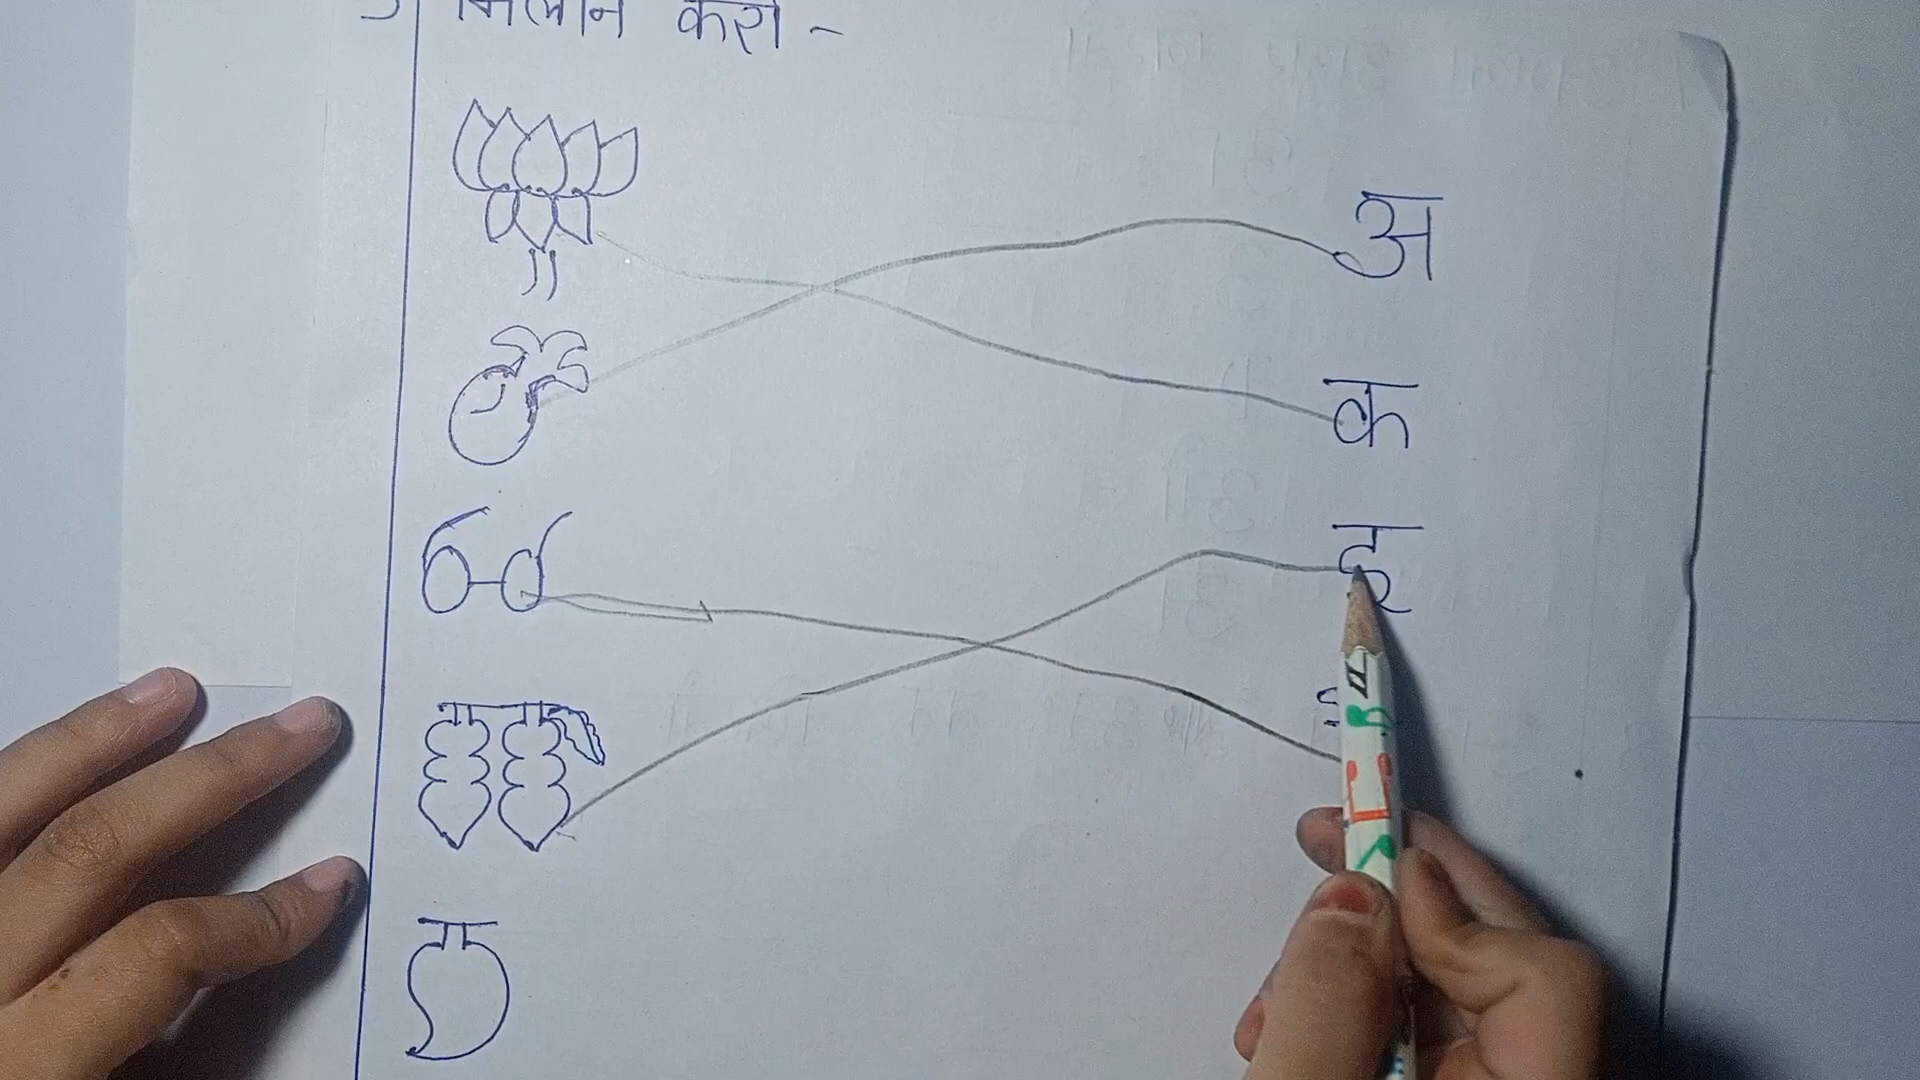 मिलान करो -
अ
क
इ